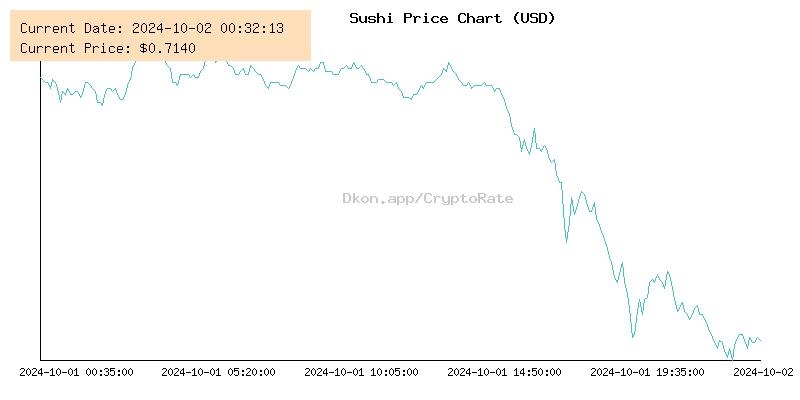 Sushi Price Chart (USD)
Current Date: 2024-10-02 00:32:13
Current Price: $0.7140
Dkon.app/CryptoRate
2024-10-01 00:35:00 2024-10-01 05:20:00 2024-10-01 10:05:00 2024-10-01 14:50:00 2024-10-01 19:35:00 2024-10-02